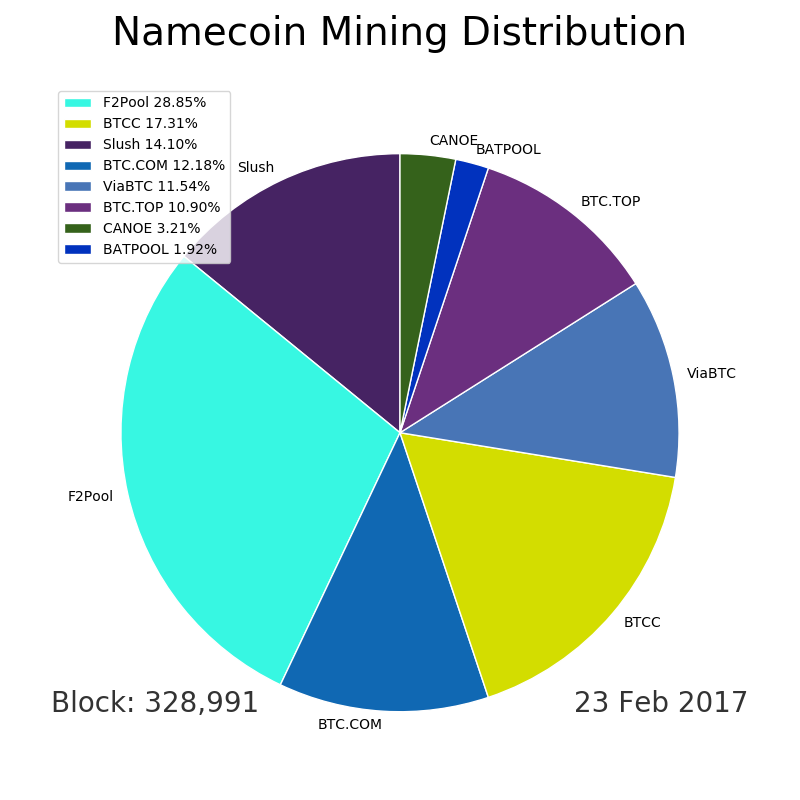 Namecoin Mining Distribution
F2Pool 28.85%
BTCC 17.31%
Slush 14.10%
BTC.COM 12.18%
ViaBTC 11.54%
BTC.TOP 10.90%
CANOE 3.21%
BATPOOL 1.92%
CANOE
BATPOOL
Slush
BTC.TOP
ViaBTC
F2Pool
BTCC
Block: 328,991
23 Feb 2017
BTC.COM